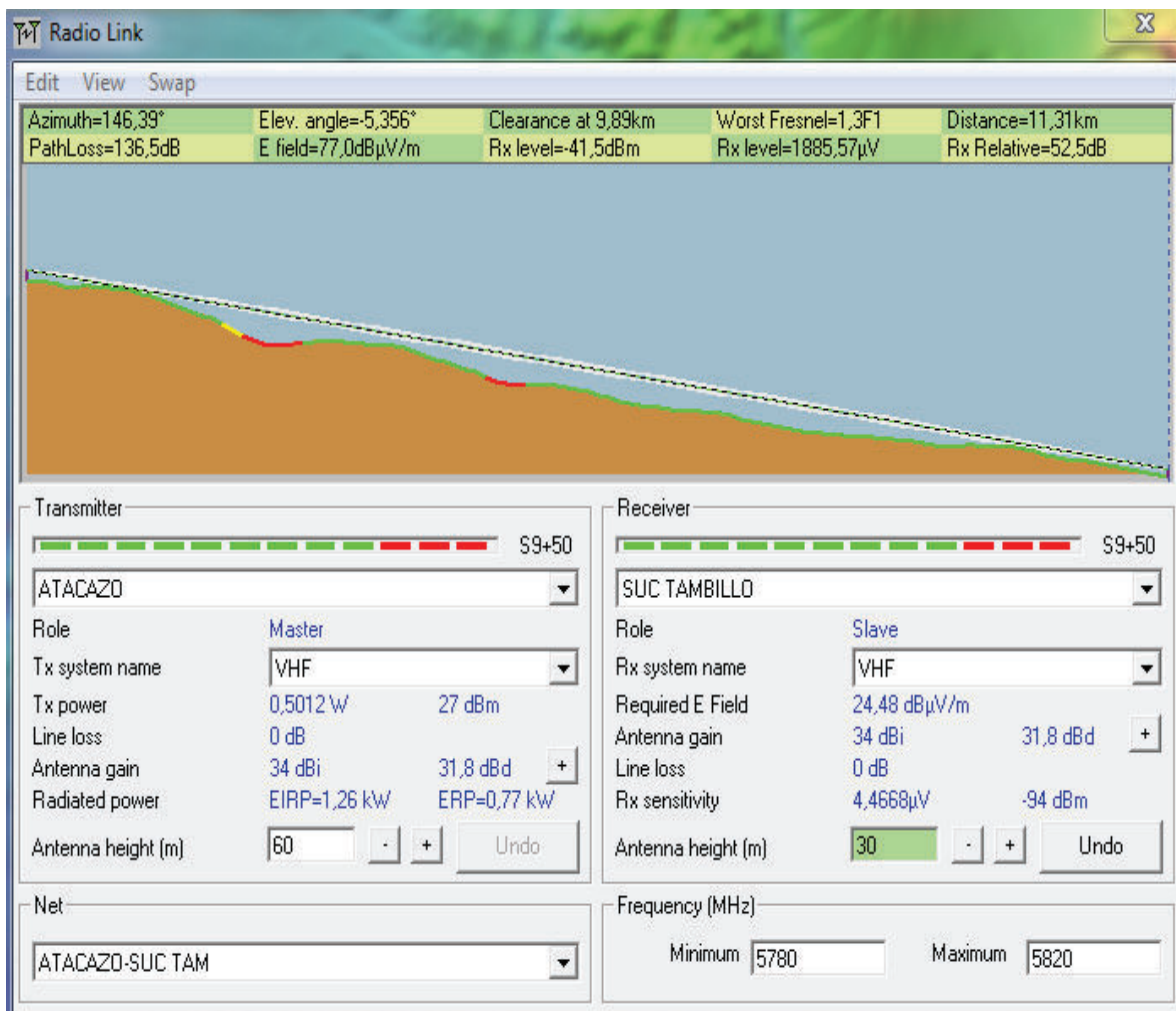 Radio Link
X
Edit View Swap
Azimuth=146,39° Elev. angle=-5,356° Clearance at 9,89km Worst Fresnel=1,3F1 Distance=11,31km
PathLoss=136,5dB E field=77,0dBµV/m Rx level=-41,5dBm Rx level=1885,57µV Rx Relative=52,5dB
Transmitter Receiver
S9+50 S9+50
ATACAZO SUC TAMBILLO
Role Master Role Slave
Tx system name VHF Rx system name VHF
Tx power 0,5012 W 27 dBm Required E Field 24,48 dBµV/m
Line loss 0 dB Antenna gain 34 dBi 31,8 dBd +
Antenna gain 34 dBi 31,8 dBd + Line loss 0 dB
Radiated power EIRP=1,26 kW ERP=0,77 kW Rx sensitivity 4,4668µV -94 dBm
Antenna height (m) 60 - + Undo Antenna height (m) 30 - + Undo
Net Frequency (MHz)
ATACAZO-SUC TAM Minimum 5780 Maximum 5820